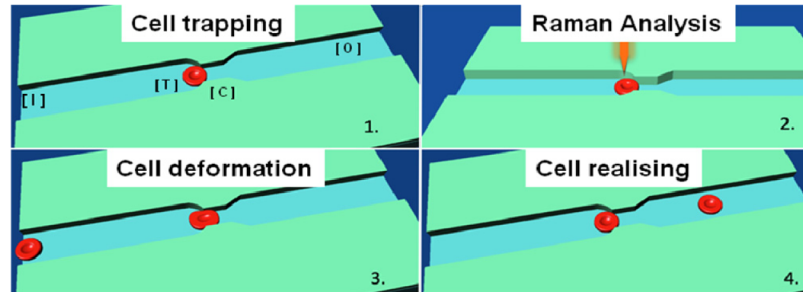 Cell trapping
[O]
[T]
[C]
[I]
1.
Raman Analysis
2.
Cell deformation
3.
Cell realising
4.